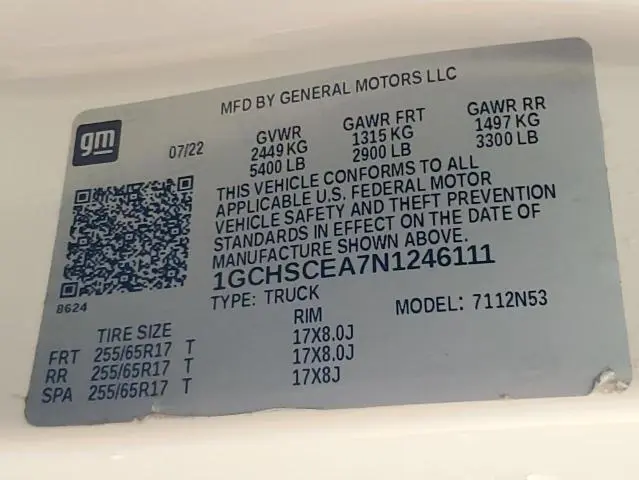 MFD BY GENERAL MOTORS LLC
gm
07/22 GVWR GAWR FRT GAWR RR
2449 KG 1315 KG 1497 KG
5400 LB 2900 LB 3300 LB
THIS VEHICLE CONFORMS TO ALL
APPLICABLE U.S. FEDERAL MOTOR
VEHICLE SAFETY AND THEFT PREVENTION
STANDARDS IN EFFECT ON THE DATE OF
MANUFACTURE SHOWN ABOVE.
1GCHSCEA7N1246111
8624
TYPE: TRUCK MODEL: 7112N53
TIRE SIZE RIM
FRT 255/65R17 T 17X8.0J
RR 255/65R17 T 17X8.0J
SPA 255/65R17 T 17X8J